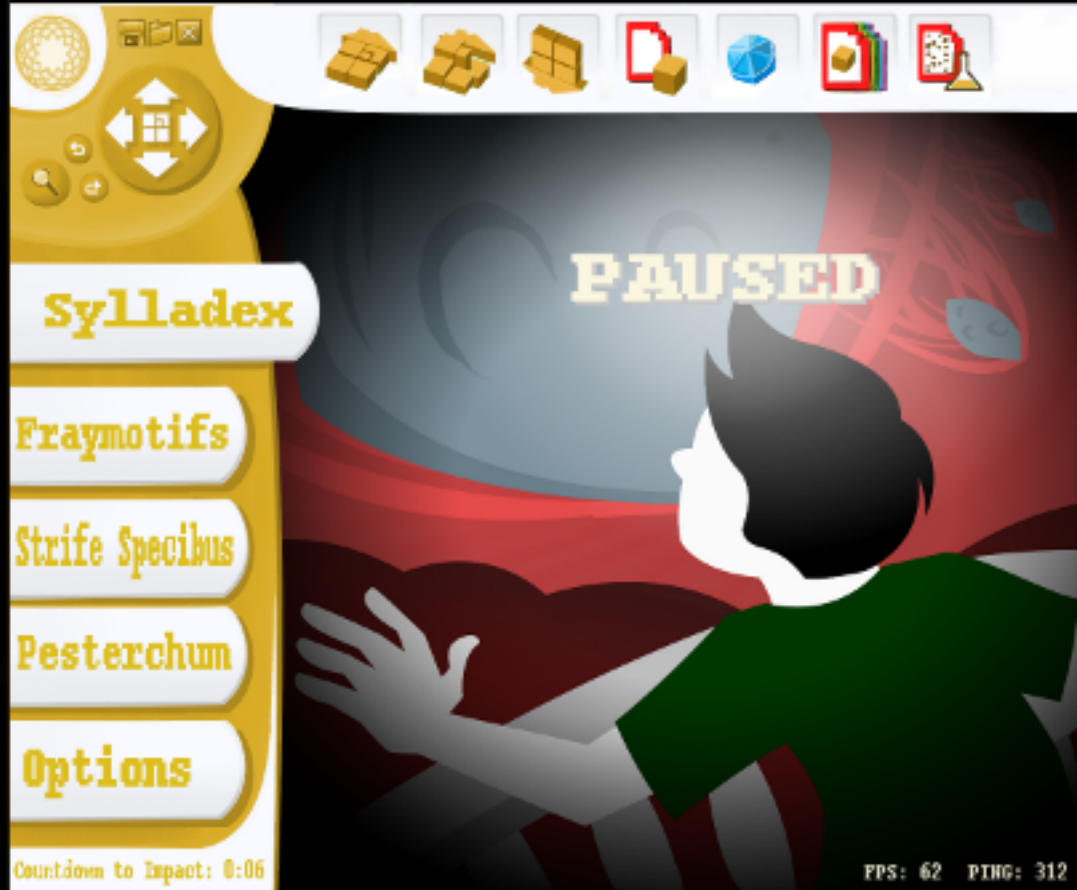 PAUSED
Sylladex
Fraymotifs
Strife Specibus
Pesterchum
Options
Countdown to Impact: 0:06
FPS: 62 PING: 312